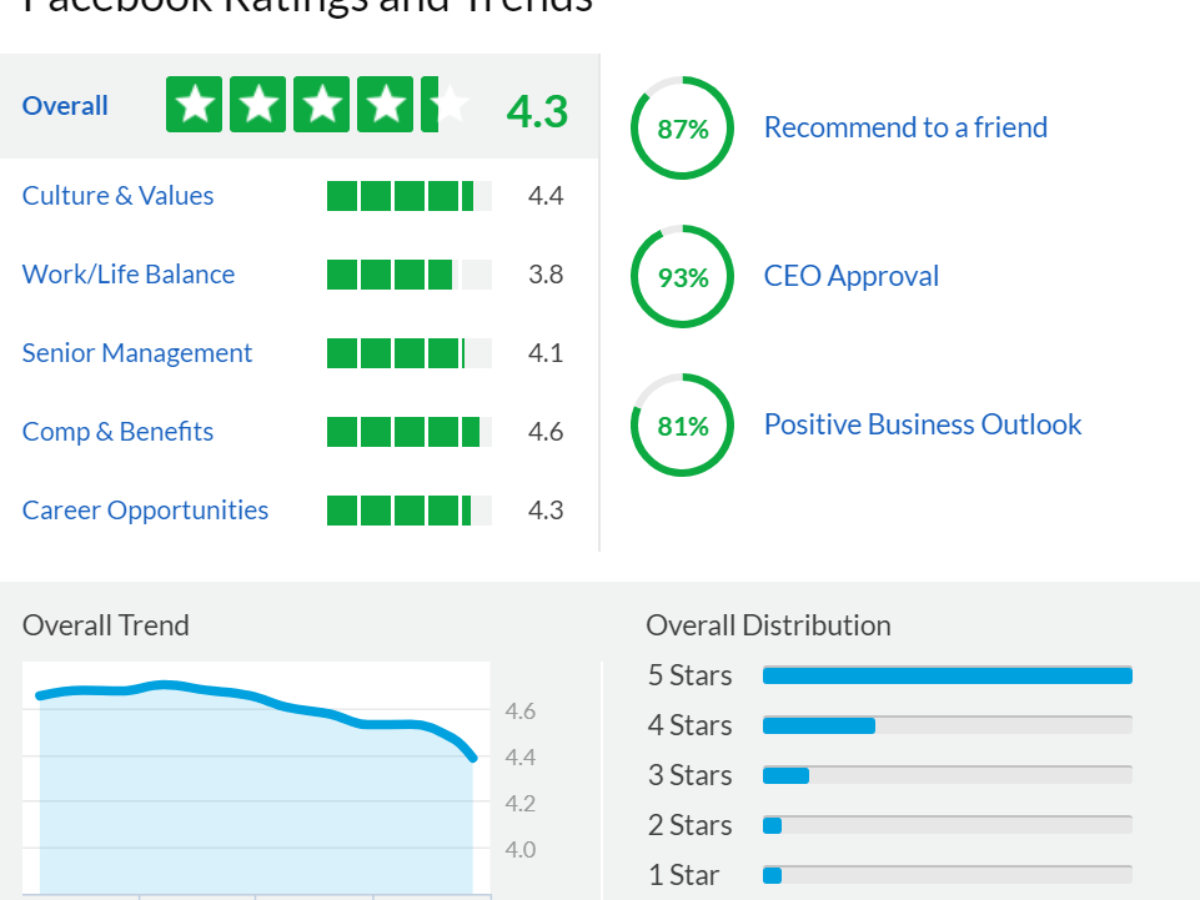 Facebook Ratings and Trends
Overall 4.3
Culture & Values 4.4
Work/Life Balance 3.8
Senior Management 4.1
Comp & Benefits 4.6
Career Opportunities 4.3
87% Recommend to a friend
93% CEO Approval
81% Positive Business Outlook
Overall Trend
4.6
4.4
4.2
4.0
Overall Distribution
5 Stars
4 Stars
3 Stars
2 Stars
1 Star